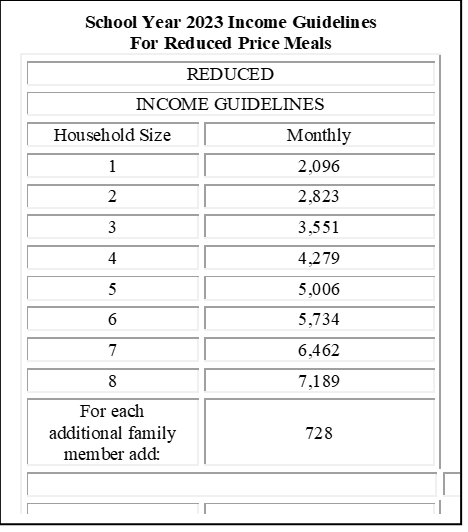 School Year 2023 Income Guidelines
For Reduced Price Meals
REDUCED
INCOME GUIDELINES
Household Size Monthly
1 2,096
2 2,823
3 3,551
4 4,279
5 5,006
6 5,734
7 6,462
8 7,189
For each
additional family
member add:
728